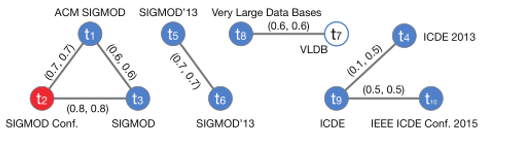 ACM SIGMOD
SIGMOD'13
Very Large Data Bases
(0.6, 0.6)
t1
t5
t8
t7
VLDB
t4
ICDE 2013
(0.7, 0.7)
(0.6, 0.6)
(0.7, 0.7)
(0.1, 0.5)
t2
(0.8, 0.8)
t3
t6
t9
(0.5, 0.5)
t10
SIGMOD Conf.
SIGMOD
SIGMOD'13
ICDE
IEEE ICDE Conf. 2015